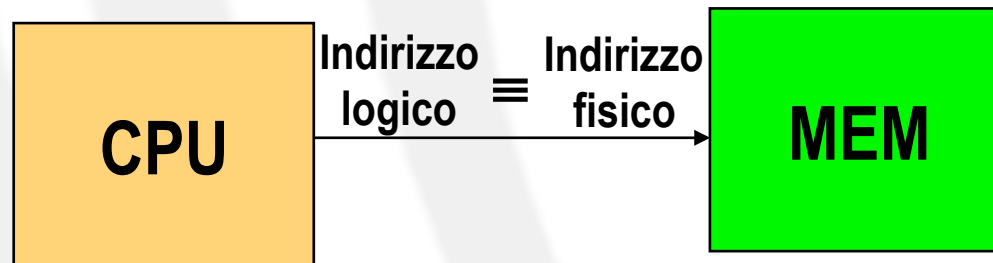 CPU
Indirizzo
logico
≡
Indirizzo
fisico
MEM